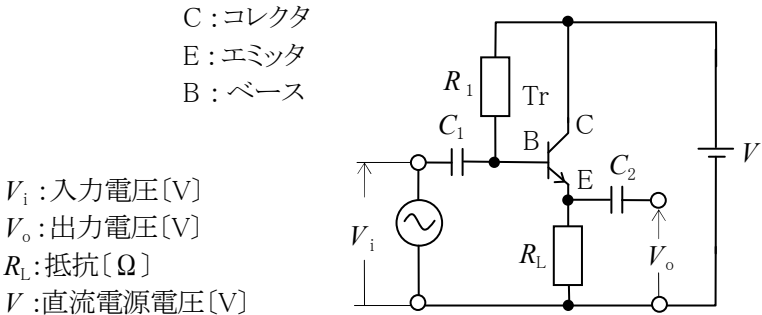 C：コレクタ
E：エミッタ
B：ベース
R1
Tr
C1
B
C
E
C2
V
Vi
RL
Vo
Vi：入力電圧〔V〕
Vo：出力電圧〔V〕
RL：抵抗〔Ω〕
V：直流電源電圧〔V〕